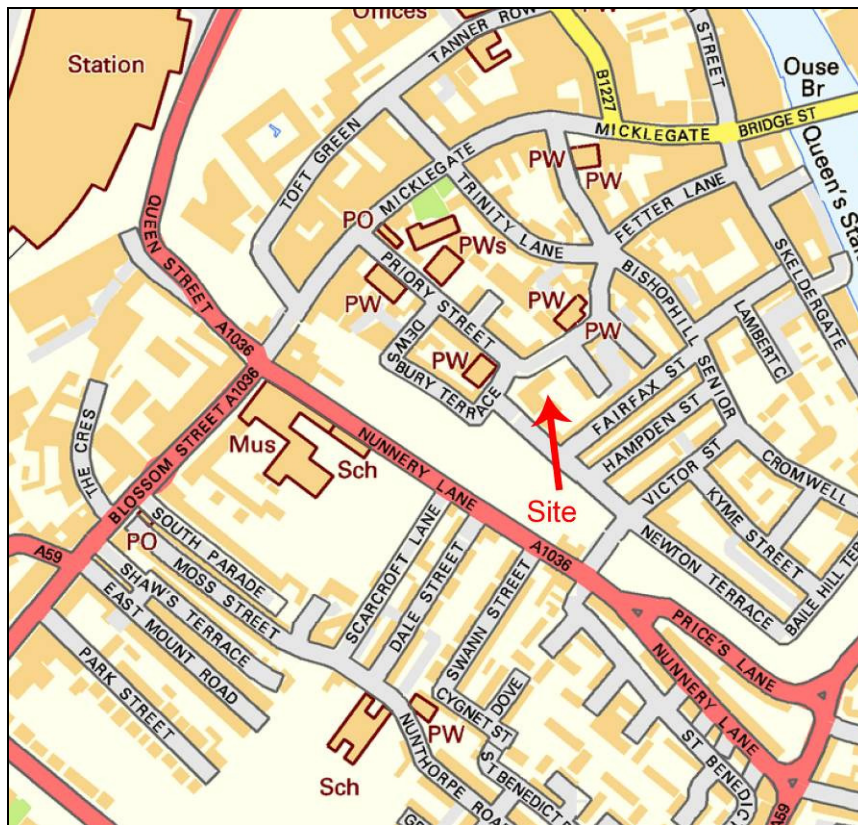 Offices
PW
Station
TANNER ROW
B1227
STREET
Ouse
Br
MICKLEGATE
BRIDGE ST
TOFT GREEN
MICKLEGATE
PW
PW
Queen's Sta
QUEEN STREET A1036
PO
PWs
TRINITY LANE
FETTER LANE
PW
PRIORY STREET
PW
PW
BISHOPHILL SENIOR
SKELDERGATE
LAMBERT C
DEWSBURY TERRACE
PW
FAIRFAX ST
HAMPDEN ST
BLOSSOM STREET A1036
Mus
Sch
NUNNERY LANE
A1036
Site
THE CRES
VICTOR ST
CROMWELL
KYME STREET
NEWTON TERRACE
BAILE HILL TER
PO
A59
SOUTH PARADE
MOSS STREET
SHAW'S TERRACE
EAST MOUNT ROAD
PARK STREET
SCARCROFT LANE
DALE STREET
SWANN STREET
PRICE'S LANE
NUNNERY LANE
DOVE
CYGNET ST
PW
Sch
NUNTHORPE ROA
ST BENEDICT
ST BENEDIC
A59